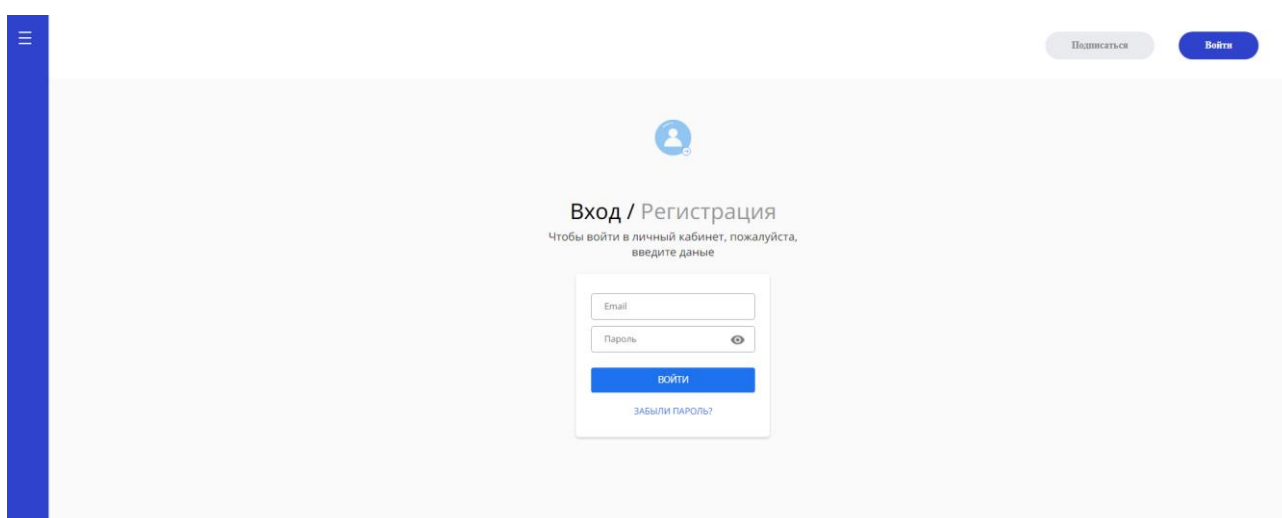 Подписаться
Войти
Вход / Регистрация
Чтобы войти в личный кабинет, пожалуйста,
введите даные
Email
Пароль
ВОЙТИ
ЗАБЫЛИ ПАРОЛЬ?